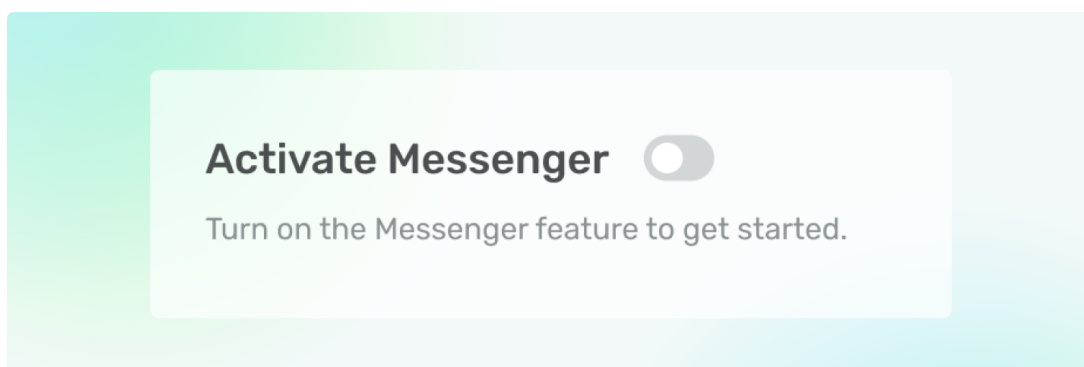 Activate Messenger
Turn on the Messenger feature to get started.